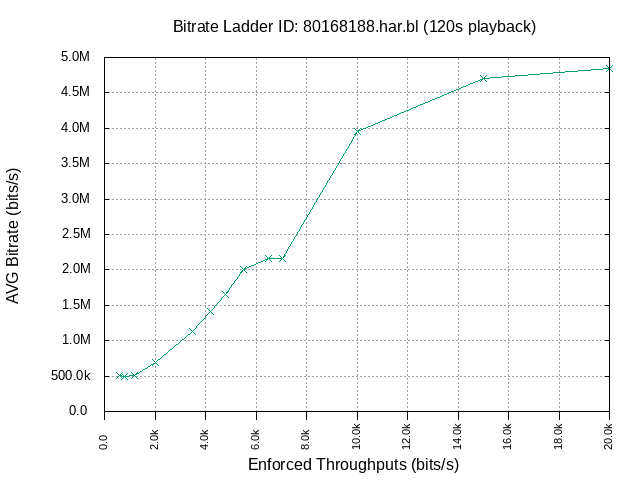 Bitrate Ladder ID: 80168188.har.bl (120s playback)
5.0M
4.5M
4.0M
3.5M
3.0M
2.5M
2.0M
1.5M
1.0M
500.0k
0.0
AVG Bitrate (bits/s)
0.0
2.0k
4.0k
6.0k
8.0k
10.0k
12.0k
14.0k
16.0k
18.0k
20.0k
Enforced Throughputs (bits/s)